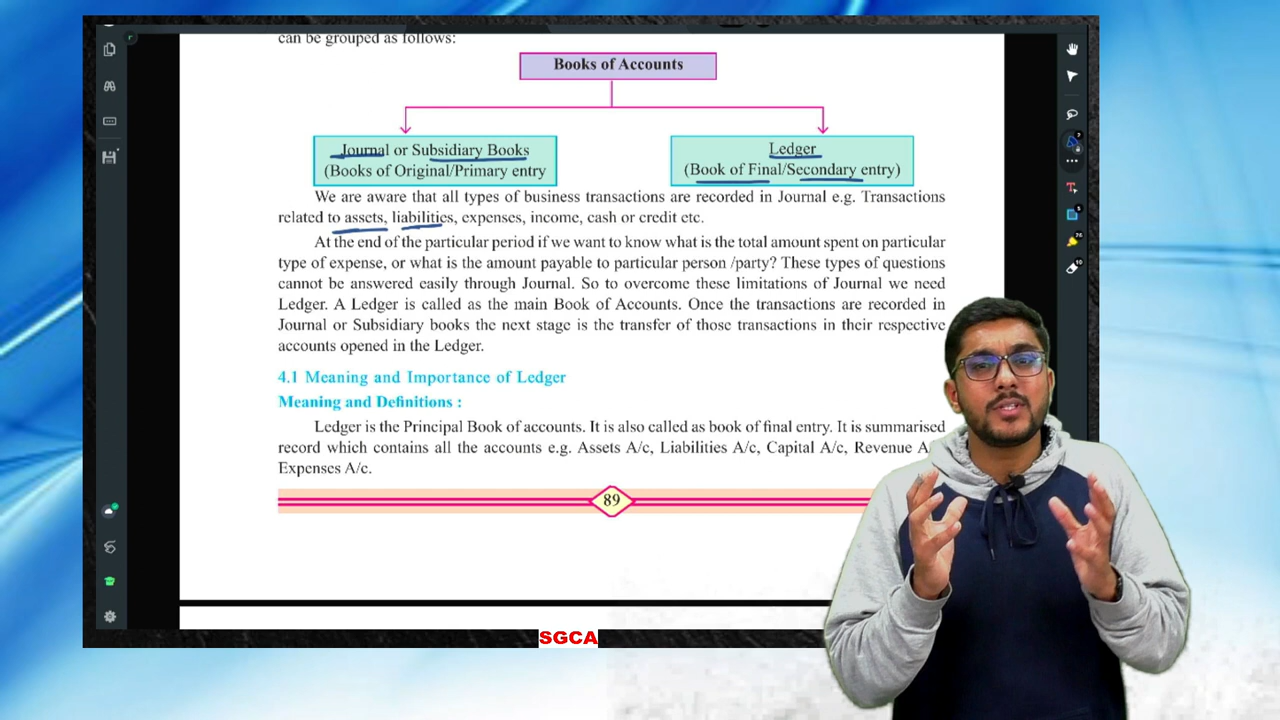 can be grouped as follows:
Books of Accounts
Journal or Subsidiary Books
(Books of Original/Primary entry
Ledger
(Book of Final/Secondary entry)
We are aware that all types of business transactions are recorded in Journal e.g. Transactions
related to assets, liabilities, expenses, income, cash or credit etc.
At the end of the particular period if we want to know what is the total amount spent on particular
type of expense, or what is the amount payable to particular person /party? These types of questions
cannot be answered easily through Journal. So to overcome these limitations of Journal we need
Ledger. A Ledger is called as the main Book of Accounts. Once the transactions are recorded in
Journal or Subsidiary books the next stage is the transfer of those transactions in their respective
accounts opened in the Ledger.
4.1 Meaning and Importance of Ledger
Meaning and Definitions :
Ledger is the Principal Book of accounts. It is also called as book of final entry. It is summarised
record which contains all the accounts e.g. Assets A/c, Liabilities A/c, Capital A/c, Revenue
Expenses A/c.
89
SGCA